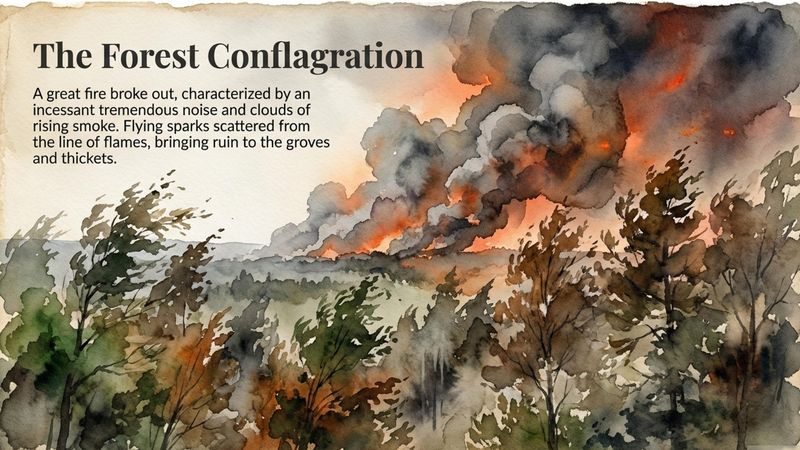 The Forest Conflagration
A great fire broke out, characterized by an
incessant tremendous noise and clouds of
rising smoke. Flying sparks scattered from
the line of flames, bringing ruin to the groves
and thickets.